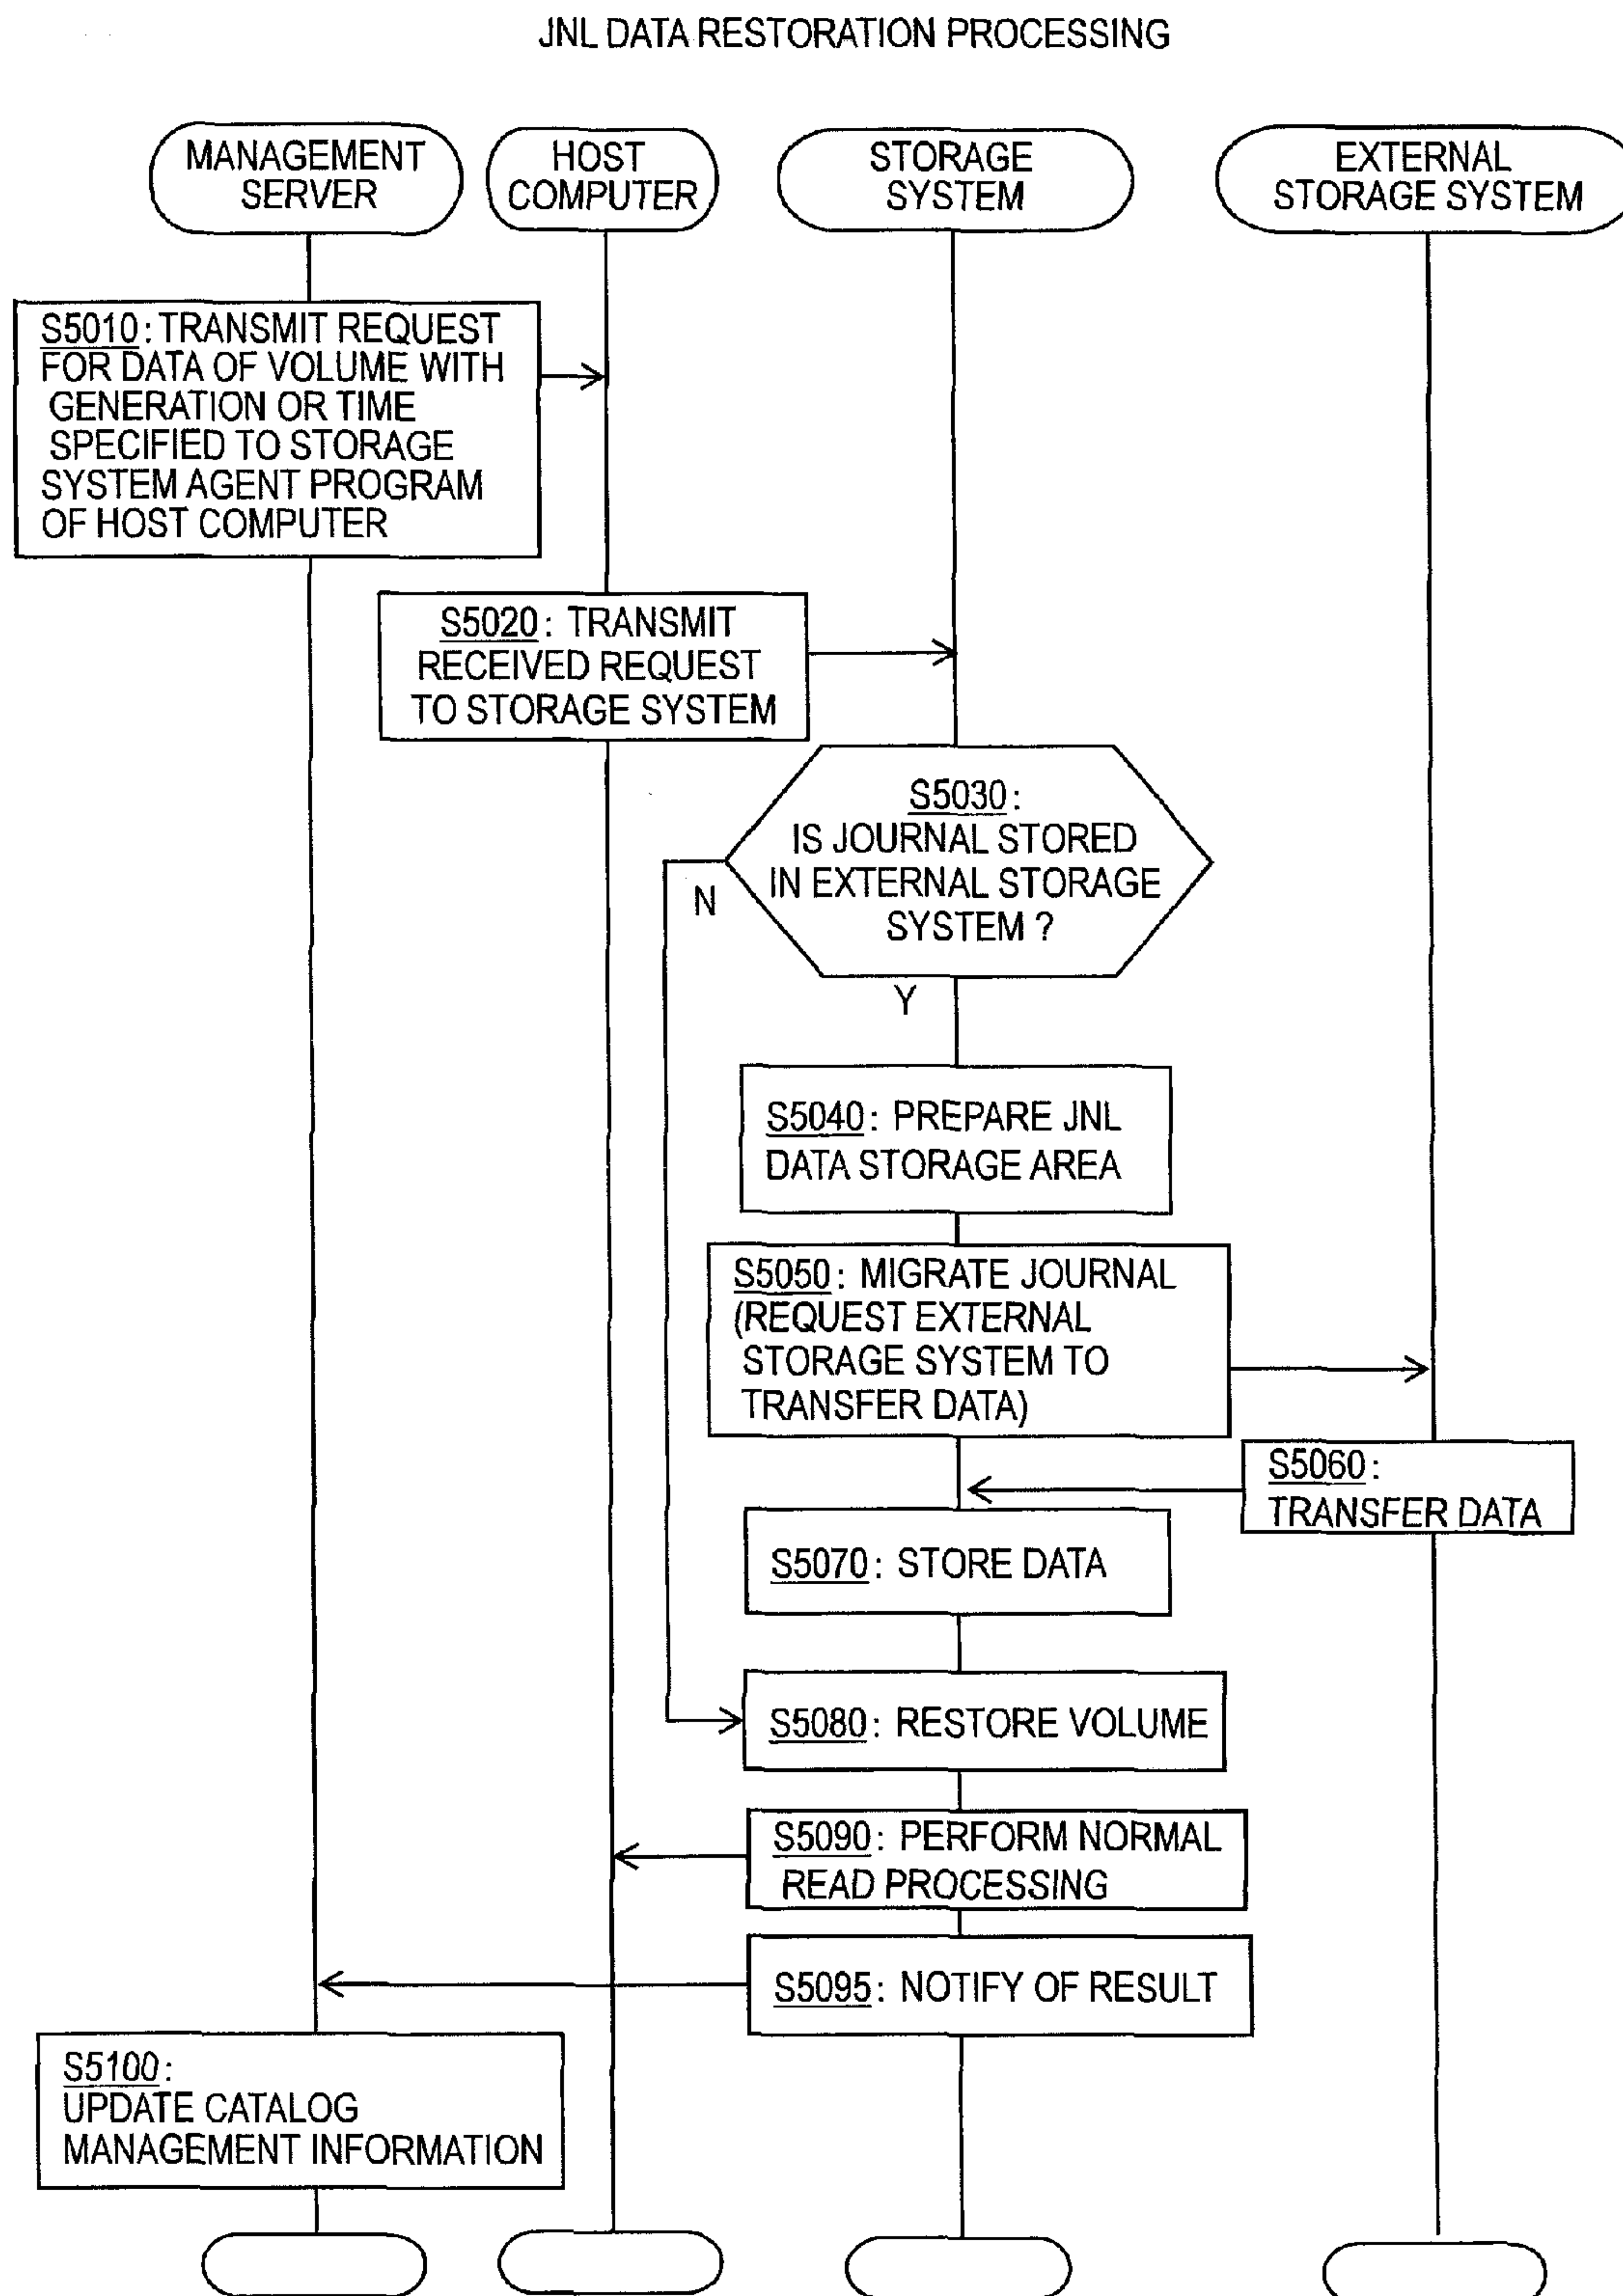 JNL DATA RESTORATION PROCESSING
MANAGEMENT
SERVER
HOST
COMPUTER
STORAGE
SYSTEM
EXTERNAL
STORAGE SYSTEM
S5010: TRANSMIT REQUEST
FOR DATA OF VOLUME WITH
GENERATION OR TIME
SPECIFIED TO STORAGE
SYSTEM AGENT PROGRAM
OF HOST COMPUTER
S5020: TRANSMIT
RECEIVED REQUEST
TO STORAGE SYSTEM
S5030:
IS JOURNAL STORED
IN EXTERNAL STORAGE
SYSTEM ?
N
Y
S5040: PREPARE JNL
DATA STORAGE AREA
S5050: MIGRATE JOURNAL
(REQUEST EXTERNAL
STORAGE SYSTEM TO
TRANSFER DATA)
S5060:
TRANSFER DATA
S5070: STORE DATA
S5080: RESTORE VOLUME
S5090: PERFORM NORMAL
READ PROCESSING
S5095: NOTIFY OF RESULT
S5100:
UPDATE CATALOG
MANAGEMENT INFORMATION